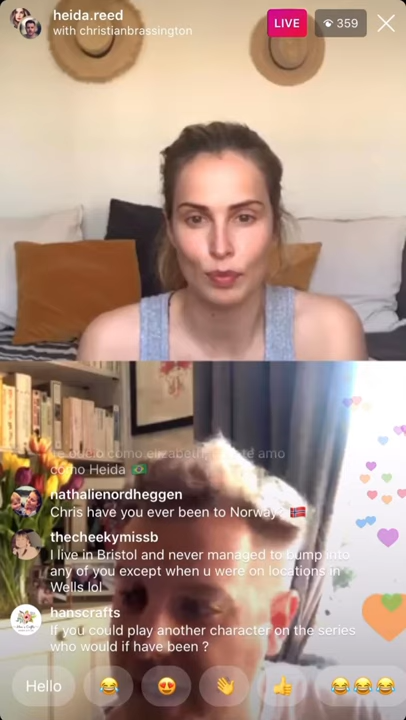 heida.reed
with christianbrassington
LIVE
359
como elizabeth, te amo
como Heida
nathalienordheggen
Chris have you ever been to Norway?
thecheekymissb
I live in Bristol and never managed to bump into
any of you except when u were on locations in
Wells lol
hanscrafts
If you could play another character on the series
who would if have been ?
Hello